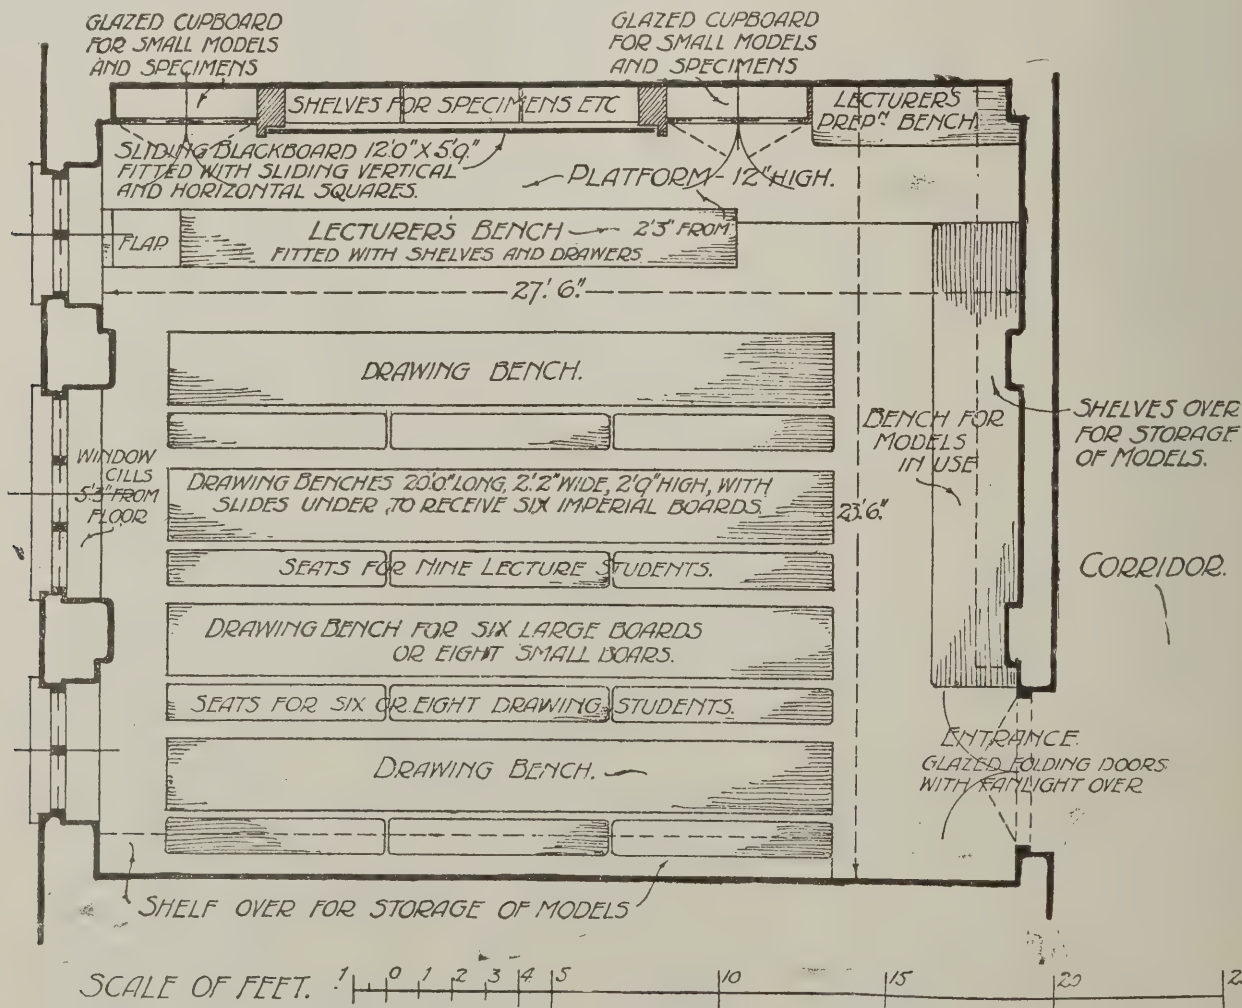 GLAZED CUPBOARD
FOR SMALL MODELS
AND SPECIMENS
GLAZED CUPBOARD
FOR SMALL MODELS
AND SPECIMENS
SHELVES FOR SPECIMENS ETC
LECTURER'S
PREPN BENCH.
SLIDING BLACKBOARD 12'0" X 5'9"
FITTED WITH SLIDING VERTICAL
AND HORIZONTAL SQUARES.
PLATFORM - 12" HIGH.
FLAP.
LECTURER'S BENCH 2'3" FROM
FITTED WITH SHELVES AND DRAWERS
27'.6"
DRAWING BENCH.
BENCH FOR
MODELS
IN USE
SHELVES OVER
FOR STORAGE
OF MODELS.
WINDOW
CILLS
5'3" FROM
FLOOR
DRAWING BENCHES 20'0" LONG, 2'2" WIDE, 2'9" HIGH, WITH
SLIDES UNDER, TO RECEIVE SIX IMPERIAL BOARDS.
23'6"
SEATS FOR NINE LECTURE STUDENTS.
CORRIDOR.
DRAWING BENCH FOR SIX LARGE BOARDS
OR EIGHT SMALL BOARS.
SEATS FOR SIX OR EIGHT DRAWING STUDENTS.
ENTRANCE.
GLAZED FOLDING DOORS
WITH FANLIGHT OVER
DRAWING BENCH.
SHELF OVER FOR STORAGE OF MODELS
SCALE OF FEET. 1 0 1 2 3 4 5 10 15 20